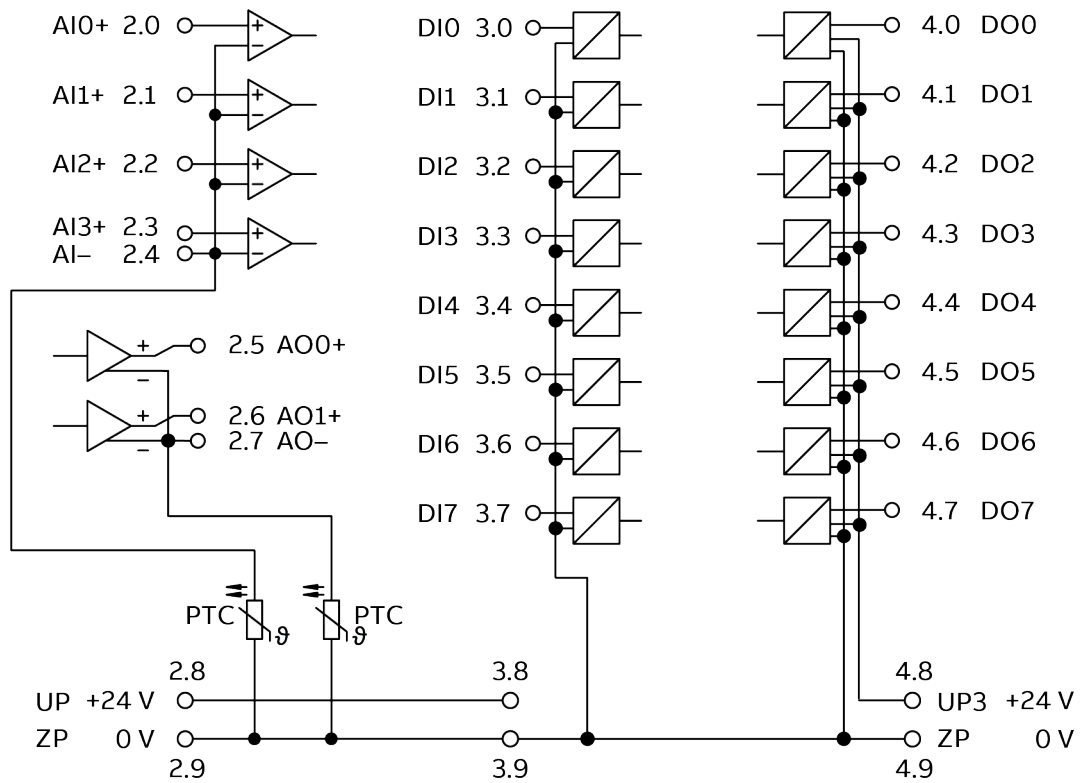 AI0+ 2.0
AI1+ 2.1
AI2+ 2.2
AI3+ 2.3
AI– 2.4
+
–
+
–
+
–
+
–
+
2.5 AO0+
–
+
2.6 AO1+
2.7 AO–
–
DI0 3.0
DI1 3.1
DI2 3.2
DI3 3.3
DI4 3.4
DI5 3.5
DI6 3.6
DI7 3.7
4.0 DO0
4.1 DO1
4.2 DO2
4.3 DO3
4.4 DO4
4.5 DO5
4.6 DO6
4.7 DO7
PTC ϑ
ϑ PTC
2.8 3.8 4.8
UP +24 V UP3 +24 V
ZP 0 V ZP 0 V
2.9 3.9 4.9